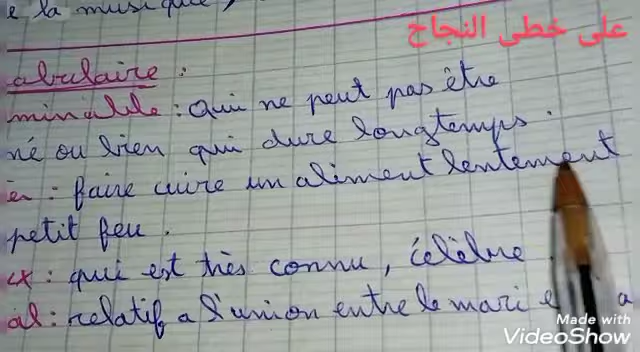 e la musique,
على خطى النجاح
abulaire :
minable : qui ne peut pas être
né ou bien qui dure longtemps.
er : faire cuire un aliment lentement
petit feu.
ex : qui est très connu, célèbre.
al : relatif a l'union entre le mari e a
Made with
VideoShow